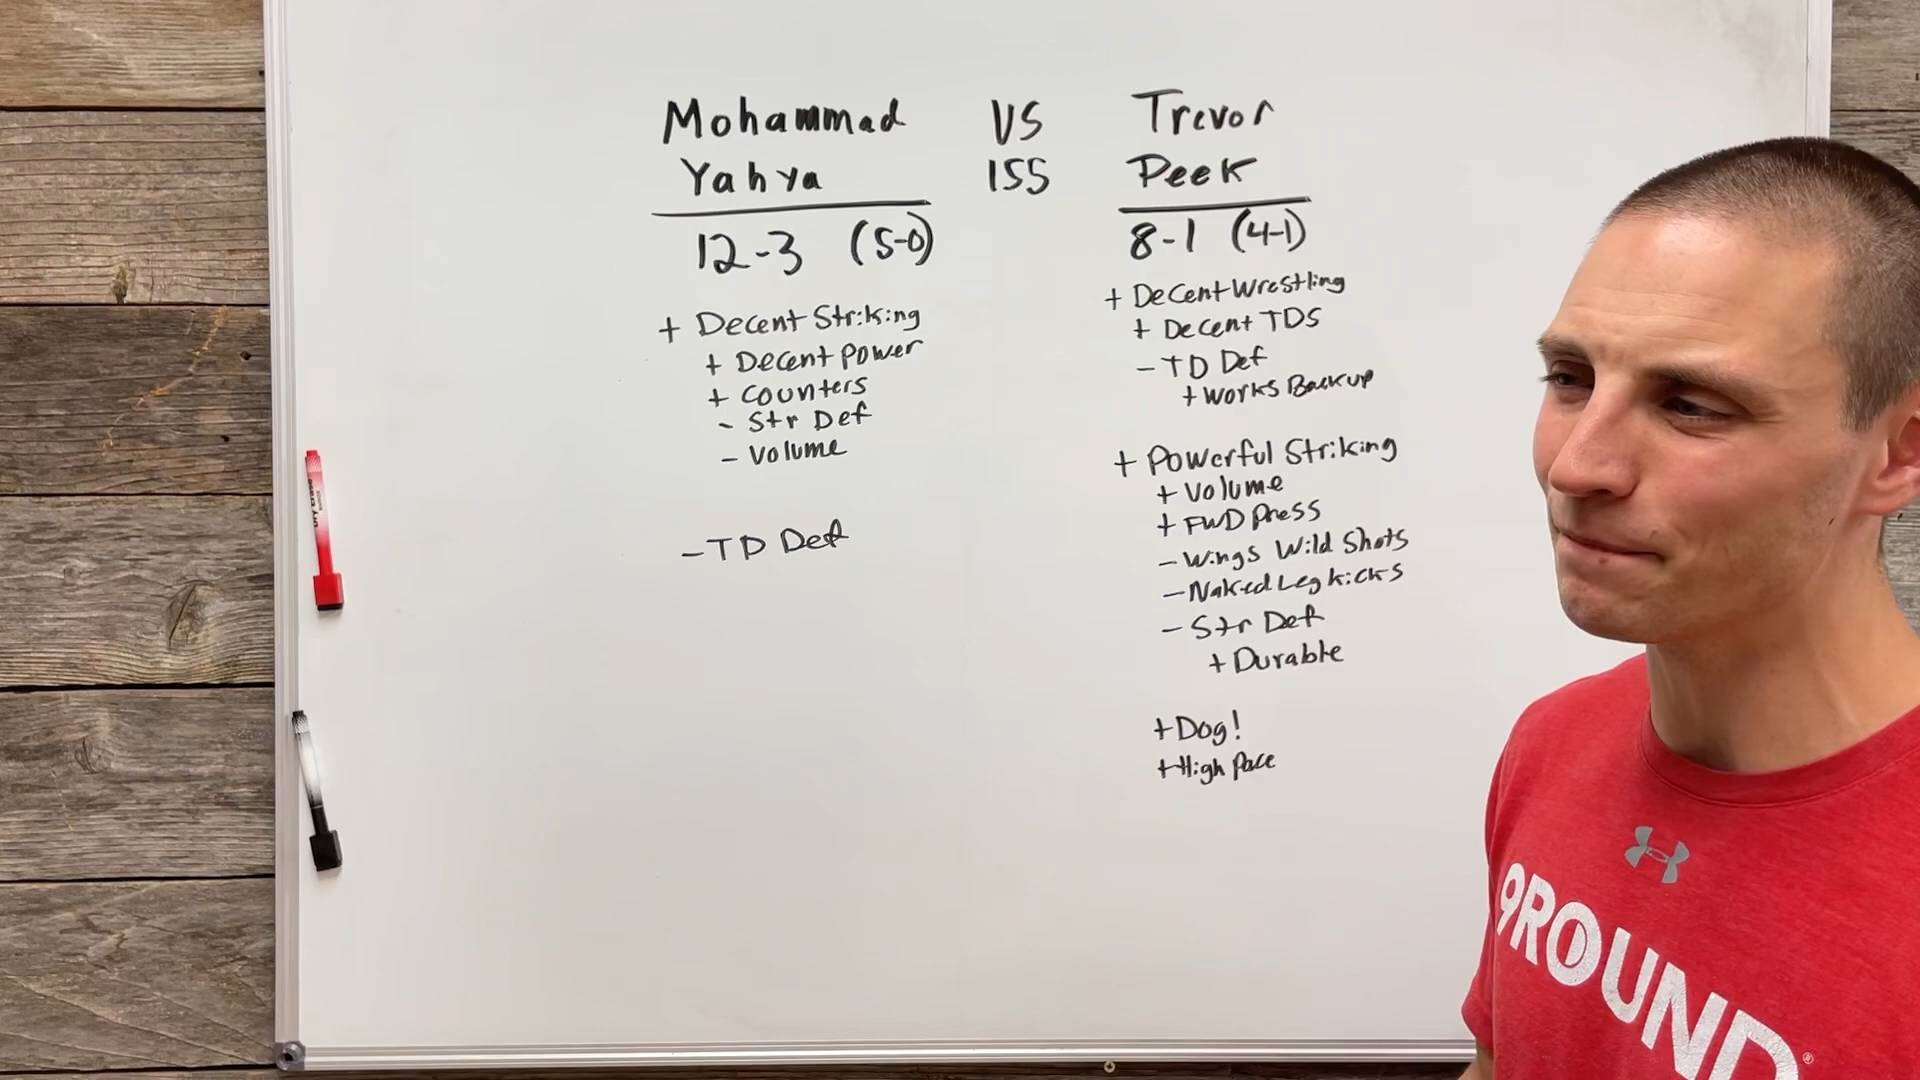 Mohammad VS Trevor
Yahya 155 Peek
12-3 (5-0)
+ Decent Striking
+ Decent Power
+ Counters
- Str Def
- Volume
- TD Def
8-1 (4-1)
+ Decent Wrestling
+ Decent TDS
- TD Def
+ Works Back up
+ Powerful Striking
+ Volume
+ FWD Press
- Wings Wild Shots
- Naked Leg kicks
- Str Def
+ Durable
+ Dog!
+ High Pace
9ROUND®